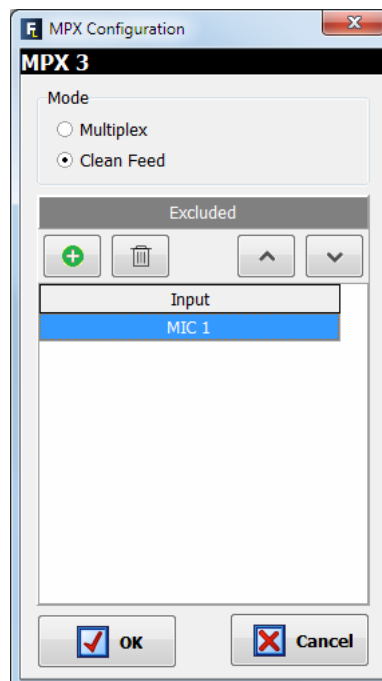 MPX Configuration
MPX 3
Mode
Multiplex
Clean Feed
Excluded
Input
MIC 1
OK
Cancel